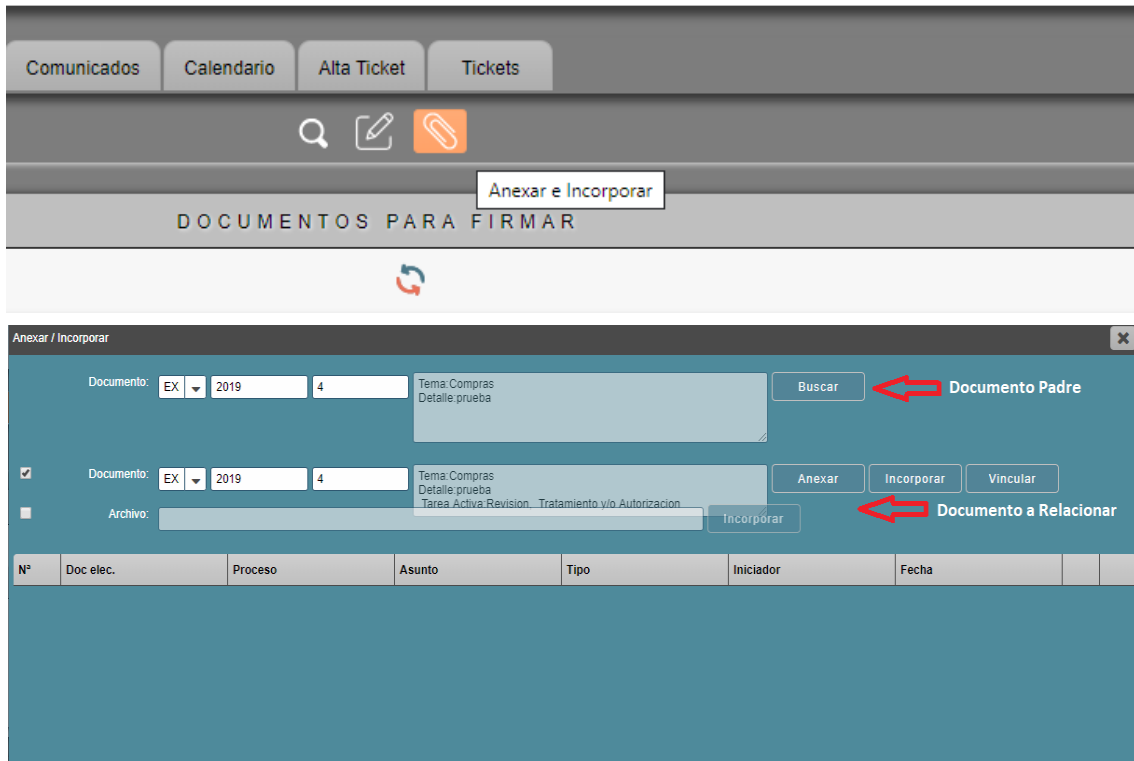 Comunicados Calendario Alta Ticket Tickets
Anexar e Incorporar
DOCUMENTOS PARA FIRMAR
Anexar / Incorporar
Documento: EX 2019 4 Tema:Compras Buscar Documento Padre
Detalle:prueba
Documento: EX 2019 4 Tema:Compras Anexar Incorporar Vincular
Detalle:prueba
Tarea Activa:Revision, Tratamiento y/o Autorizacion
Archivo: Incorporar Documento a Relacionar
Nª Doc elec. Proceso Asunto Tipo Iniciador Fecha